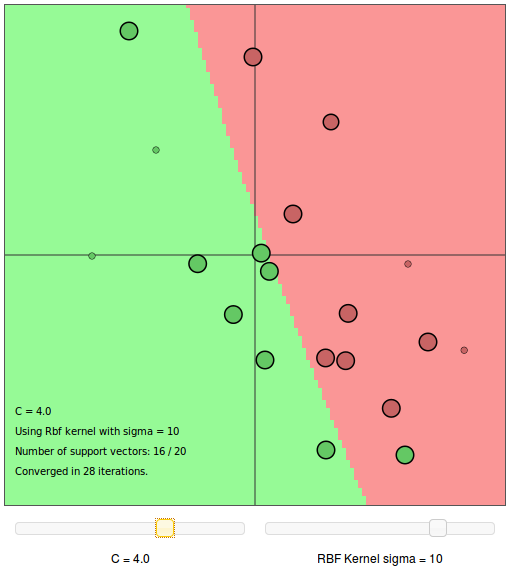 C = 4.0
Using Rbf kernel with sigma = 10
Number of support vectors: 16 / 20
Converged in 28 iterations.
C = 4.0 RBF Kernel sigma = 10